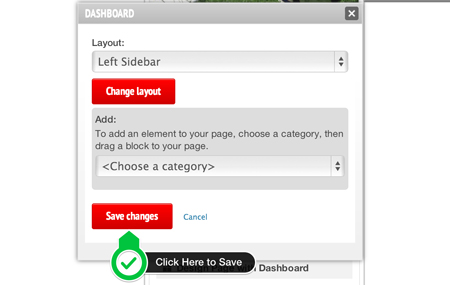 DASHBOARD
Layout:
Left Sidebar
Change layout
Add:
To add an element to your page, choose a category, then
drag a block to your page.
<Choose a category>
Save changes
Cancel
Click Here to Save
Dashboard